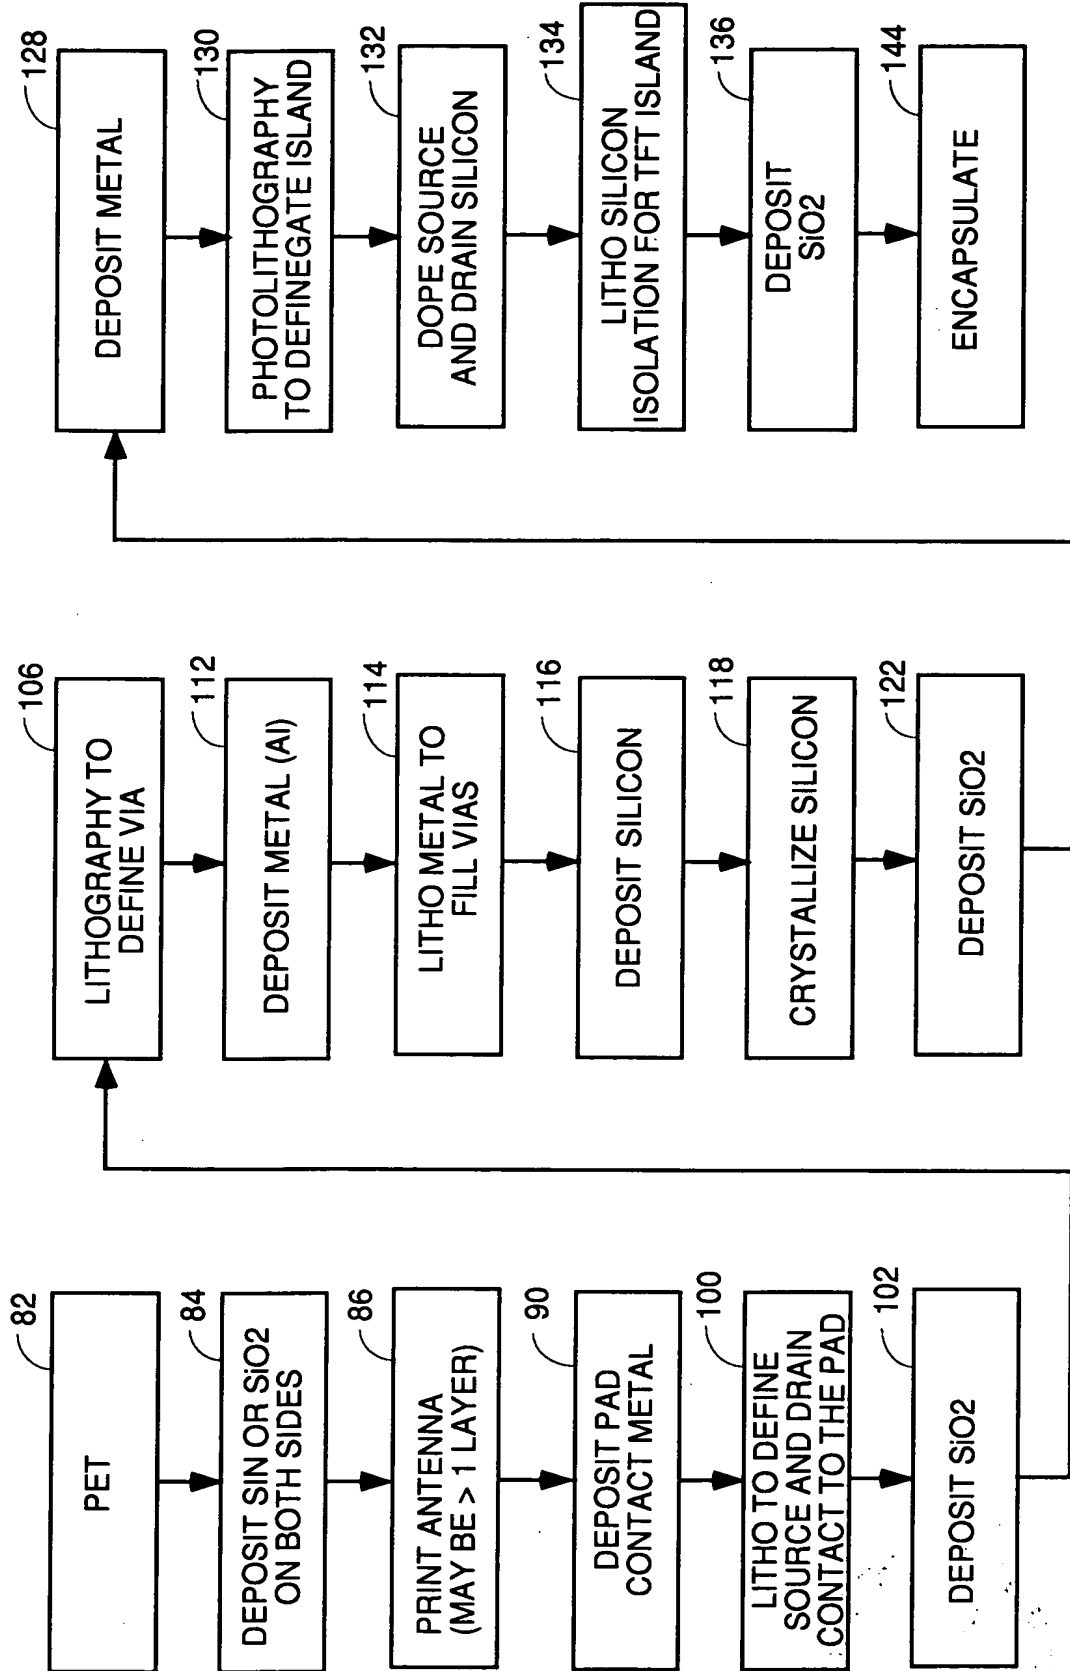 82
PET
84
DEPOSIT SIN OR SiO2
ON BOTH SIDES
86
PRINT ANTENNA
(MAY BE > 1 LAYER)
90
DEPOSIT PAD
CONTACT METAL
100
LITHO TO DEFINE
SOURCE AND DRAIN
CONTACT TO THE PAD
102
DEPOSIT SiO2
106
LITHOGRAPHY TO
DEFINE VIA
112
DEPOSIT METAL (Al)
114
LITHO METAL TO
FILL VIAS
116
DEPOSIT SILICON
118
CRYSTALLIZE SILICON
122
DEPOSIT SiO2
128
DEPOSIT METAL
130
PHOTOLITHOGRAPHY
TO DEFINEGATE ISLAND
132
DOPE SOURCE
AND DRAIN SILICON
134
LITHO SILICON
ISOLATION FOR TFT ISLAND
136
DEPOSIT
SiO2
144
ENCAPSULATE